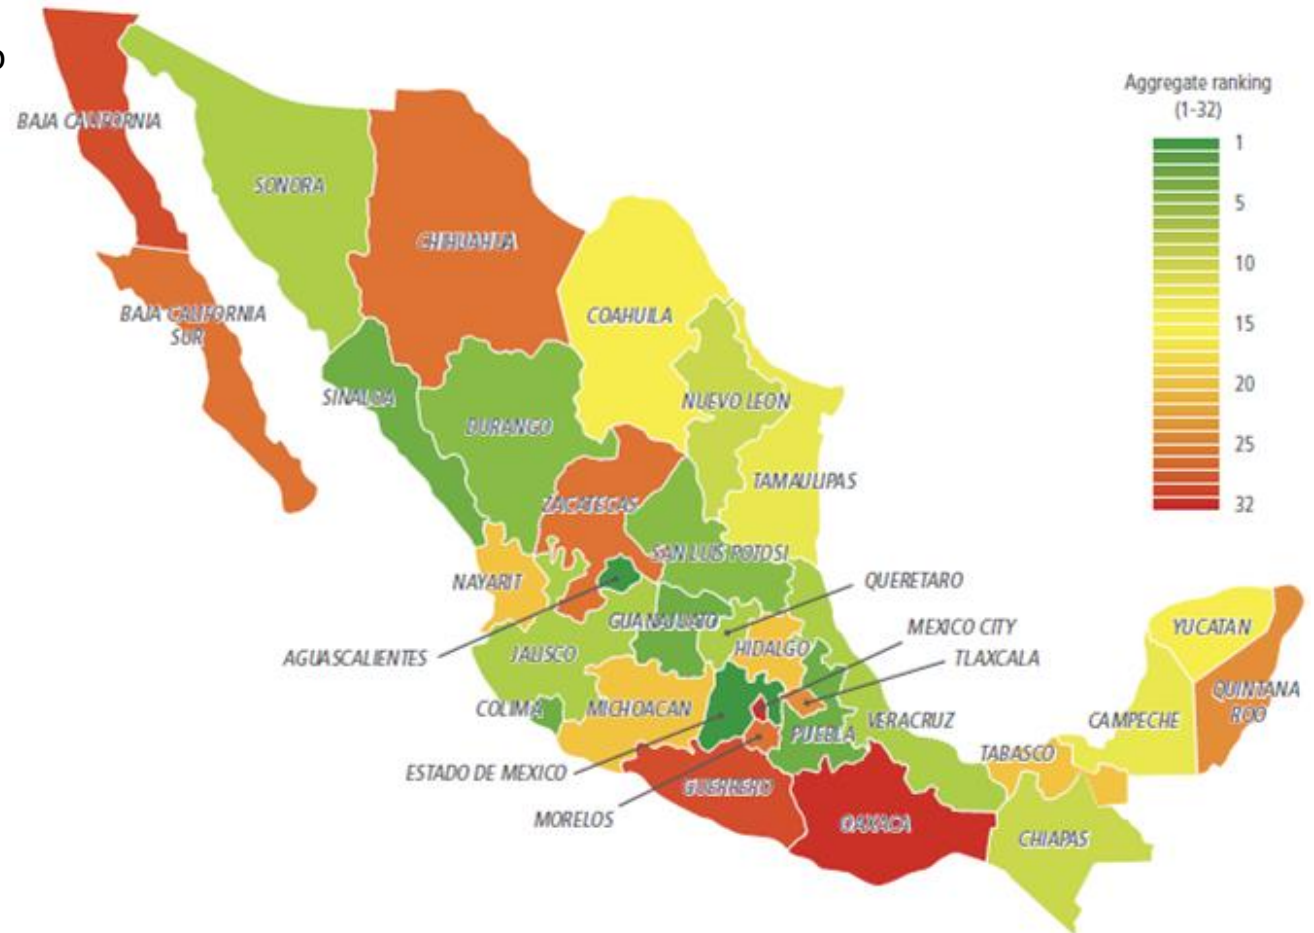 o
BAJA CALIFORNIA
SONORA
CHIHUAHUA
COAHUILA
BAJA CALIFORNIA
SUR
SINALOA
DURANGO
NUEVO LEON
TAMAULIPAS
ZACATECAS
SAN LUIS POTOSI
NAYARIT
QUERETARO
GUANAJUATO
MEXICO CITY
AGUASCALIENTES
JALISCO
HIDALGO
TLAXCALA
YUCATAN
COLIMA
MICHOACAN
PUEBLA
VERACRUZ
CAMPECHE
QUINTANA
ROO
ESTADO DE MEXICO
TABASCO
GUERRERO
MORELOS
OAXACA
CHIAPAS
Aggregate ranking
(1-32)
1
5
10
15
20
25
32